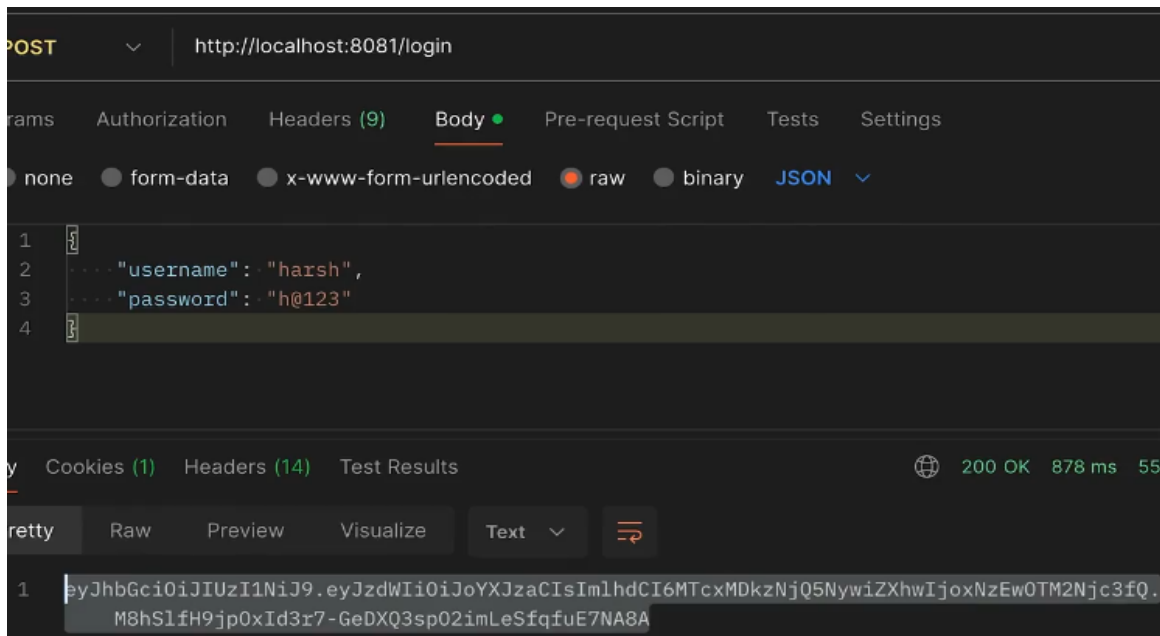 POST http://localhost:8081/login
rams Authorization Headers (9) Body Pre-request Script Tests Settings
none form-data x-www-form-urlencoded raw binary JSON
1 {
2 "username": "harsh",
3 "password": "h@123"
4 }
y Cookies (1) Headers (14) Test Results 200 OK 878 ms 55
retty Raw Preview Visualize Text
1 eyJhbGciOiJIUzI1NiJ9.eyJzdWIiOiJoYXJzaCIsImlhdCI6MTcxMDkzNjQ5NywiZXhwIjoxNzEwOTM2Njc3fQ.
M8hSlfH9jpOxId3r7-GeDXQ3spO2imLeSfqfuE7NA8A